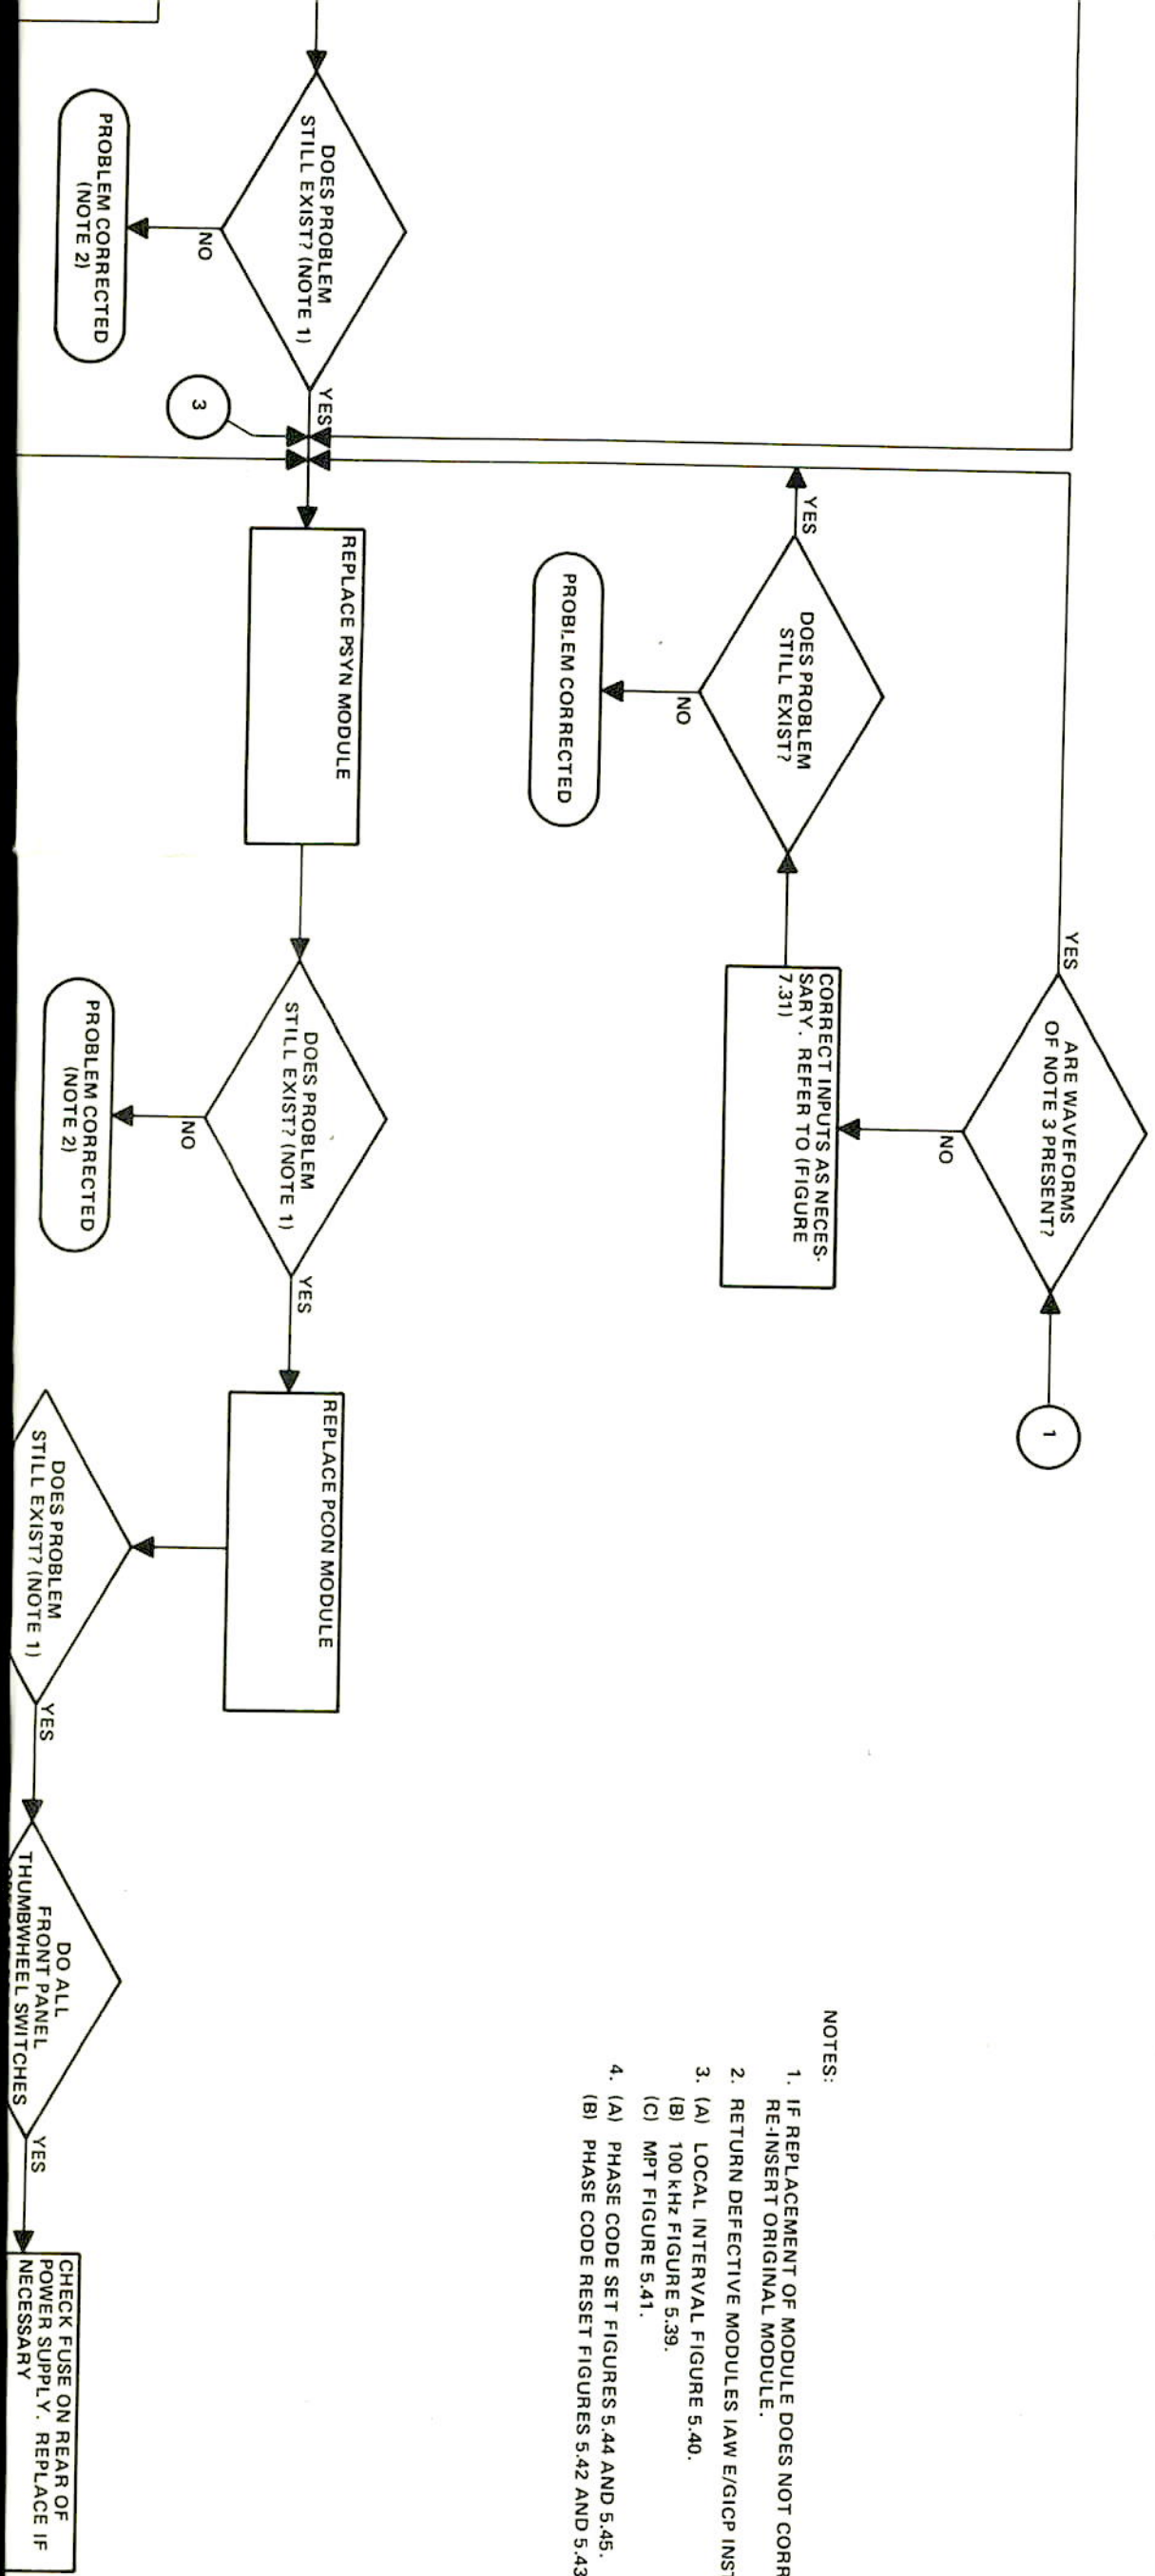 1
ARE WAVEFORMS
OF NOTE 3 PRESENT?
YES
NO
CORRECT INPUTS AS NECES-
SARY. REFER TO (FIGURE
7.31)
DOES PROBLEM
STILL EXIST?
YES
NO
PROBLEM CORRECTED
DOES PROBLEM
STILL EXIST? (NOTE 1)
YES
NO
PROBLEM CORRECTED
(NOTE 2)
3
REPLACE PSYN MODULE
DOES PROBLEM
STILL EXIST? (NOTE 1)
YES
NO
PROBLEM CORRECTED
(NOTE 2)
REPLACE PCON MODULE
DOES PROBLEM
STILL EXIST? (NOTE 1)
YES
DO ALL
FRONT PANEL
THUMBWHEEL SWITCHES
YES
CHECK FUSE ON REAR OF
POWER SUPPLY. REPLACE IF
NECESSARY
NOTES:
1. IF REPLACEMENT OF MODULE DOES NOT
RE-INSERT ORIGINAL MODULE.
2. RETURN DEFECTIVE MODULES IAW E/GICP
3. (A) LOCAL INTERVAL FIGURE 5.40.
(B) 100 kHz FIGURE 5.39.
(C) MPT FIGURE 5.41.
4. (A) PHASE CODE SET FIGURES 5.44 AND 5.45.
(B) PHASE CODE RESET FIGURES 5.42 AND 5.43